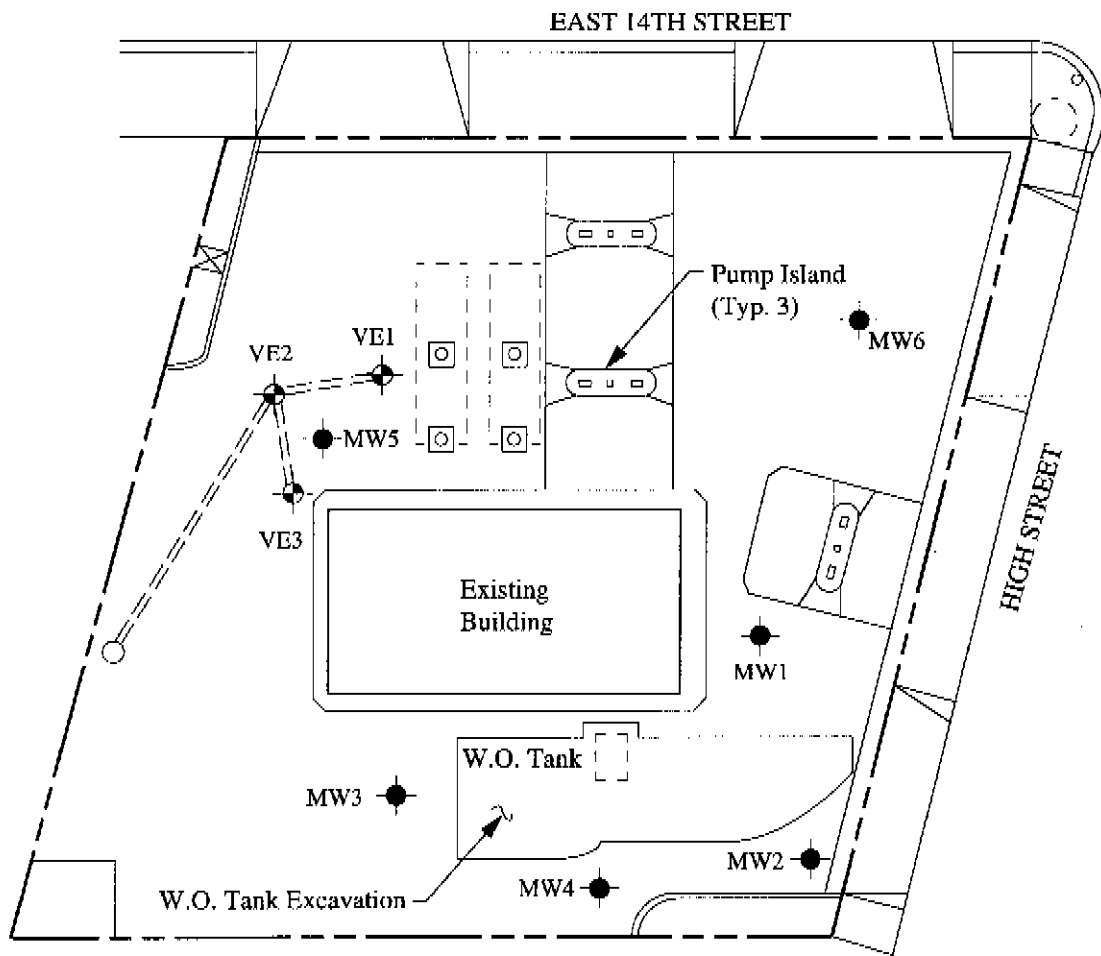 EAST 14TH STREET
Pump Island
(Typ. 3)
MW6
VE1
VE2
MW5
VE3
HIGH STREET
Existing
Building
MW1
W.O. Tank
MW3
MW2
MW4
W.O. Tank Excavation